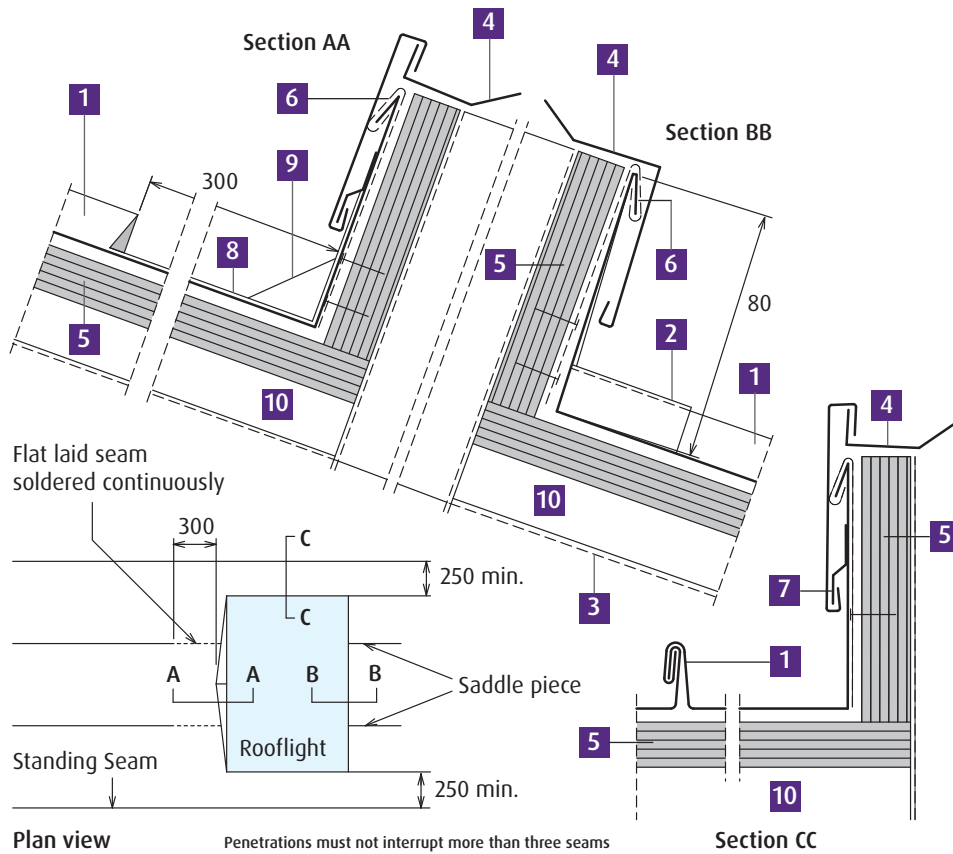 4
Section AA
4
1
6
Section BB
9
300
8
5
6
80
5
2
1
10
4
Flat laid seam
soldered continuously
10
300
C
250 min.
5
3
7
C
A
A
B
B
1
Saddle piece
Rooflight
5
Standing Seam
250 min.
10
Plan view
Penetrations must not interrupt more than three seams
Section CC